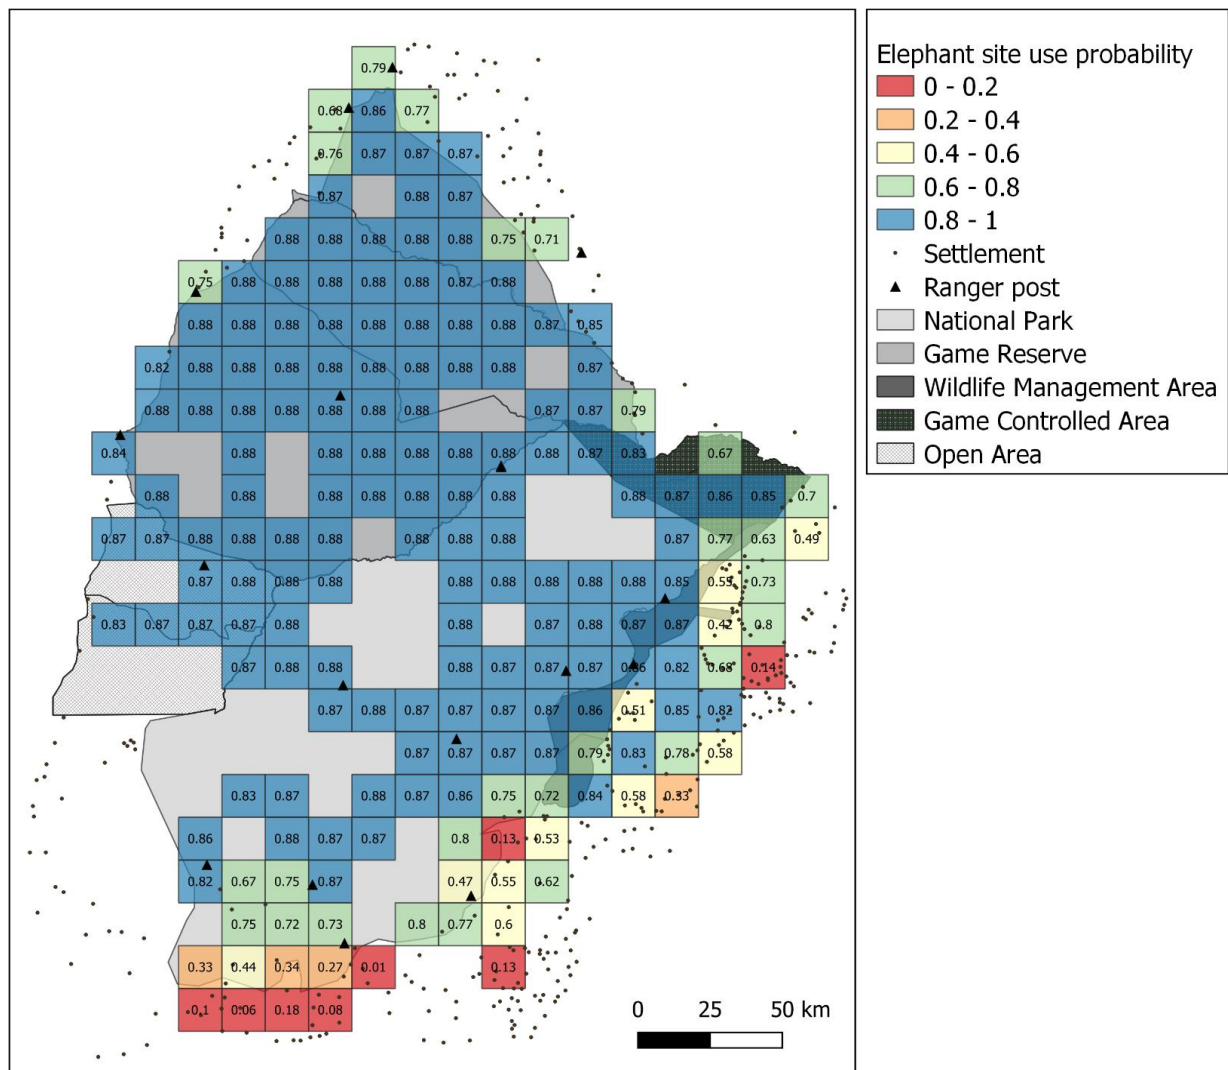 0.79
0.68 0.86 0.77
0.76 0.87 0.87 0.87
0.87 0.88 0.87
0.88 0.88 0.88 0.88 0.88 0.75 0.71
0.75 0.88 0.88 0.88 0.88 0.88 0.87 0.88
0.88 0.88 0.88 0.88 0.88 0.88 0.88 0.88 0.87 0.85
0.82 0.88 0.88 0.88 0.88 0.88 0.88 0.88 0.88 0.87
0.88 0.88 0.88 0.88 0.88 0.88 0.88 0.87 0.87 0.79
0.84 0.88 0.88 0.88 0.88 0.88 0.88 0.88 0.87 0.83 0.67
0.88 0.88 0.88 0.88 0.88 0.88 0.88 0.88 0.87 0.86 0.85 0.7
0.87 0.87 0.88 0.88 0.88 0.88 0.88 0.88 0.88 0.87 0.77 0.63 0.49
0.87 0.88 0.88 0.88 0.88 0.88 0.88 0.88 0.88 0.85 0.55 0.73
0.83 0.87 0.87 0.87 0.88 0.88 0.87 0.88 0.87 0.87 0.42 0.8
0.87 0.88 0.88 0.88 0.87 0.87 0.87 0.86 0.82 0.68 0.14
0.87 0.88 0.87 0.87 0.87 0.87 0.86 0.51 0.85 0.82
0.87 0.87 0.87 0.87 0.79 0.83 0.78 0.58
0.83 0.87 0.88 0.87 0.86 0.75 0.72 0.84 0.58 0.33
0.86 0.88 0.87 0.87 0.8 0.13 0.53
0.82 0.67 0.75 0.87 0.47 0.55 0.62
0.75 0.72 0.73 0.8 0.77 0.6
0.33 0.44 0.34 0.27 0.01 0.13
0.1 0.06 0.18 0.08
0 25 50 km
Elephant site use probability
0 - 0.2
0.2 - 0.4
0.4 - 0.6
0.6 - 0.8
0.8 - 1
Settlement
Ranger post
National Park
Game Reserve
Wildlife Management Area
Game Controlled Area
Open Area